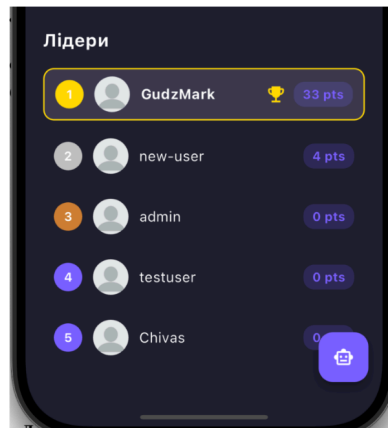 Лідери
1 GudzMark 33 pts
2 new-user 4 pts
3 admin 0 pts
4 testuser 0 pts
5 Chivas 0